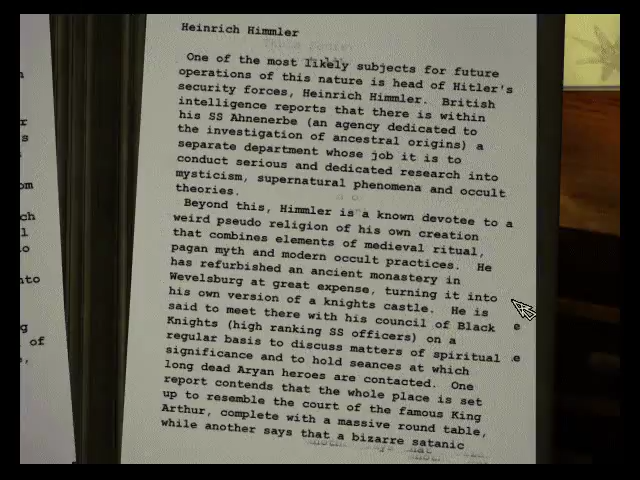 Heinrich Himmler
One of the most likely subjects for future
operations of this nature is head of Hitler's
security forces, Heinrich Himmler. British
intelligence reports that there is within
his SS Ahnenerbe (an agency dedicated to
the investigation of ancestral origins) a
separate department whose job it is to
conduct serious and dedicated research into
mysticism, supernatural phenomena and occult
theories.
Beyond this, Himmler is a known devotee to a
weird pseudo religion of his own creation
that combines elements of medieval ritual,
pagan myth and modern occult practices. He
has refurbished an ancient monastery in
Wevelsburg at great expense, turning it into
his own version of a knights castle. He is
said to meet there with his council of Black
Knights (high ranking SS officers) on a
regular basis to discuss matters of spiritual
significance and to hold seances at which
long dead Aryan heroes are contacted. One
report contends that the whole place is set
up to resemble the court of the famous King
Arthur, complete with a massive round table,
while another says that a bizarre satanic